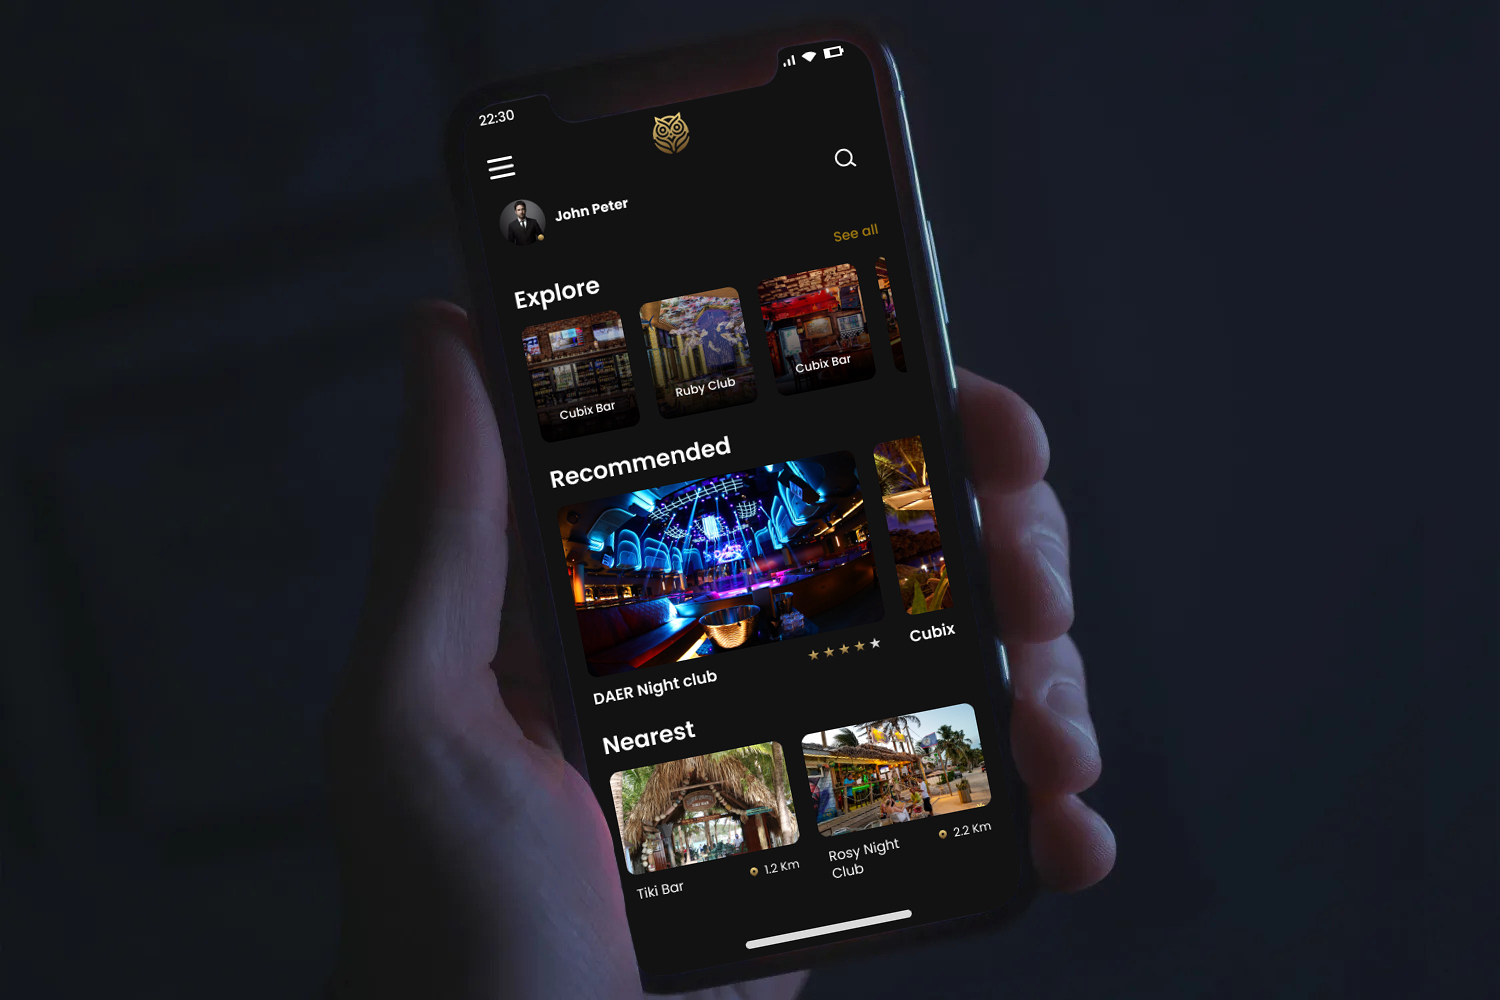 22:30
John Peter
See all
Explore
Cubix Bar
Ruby Club
Cubix Bar
Recommended
DAER Night club
Cubix
Nearest
Tiki Bar
1.2 Km
Rosy Night
Club
2.2 Km